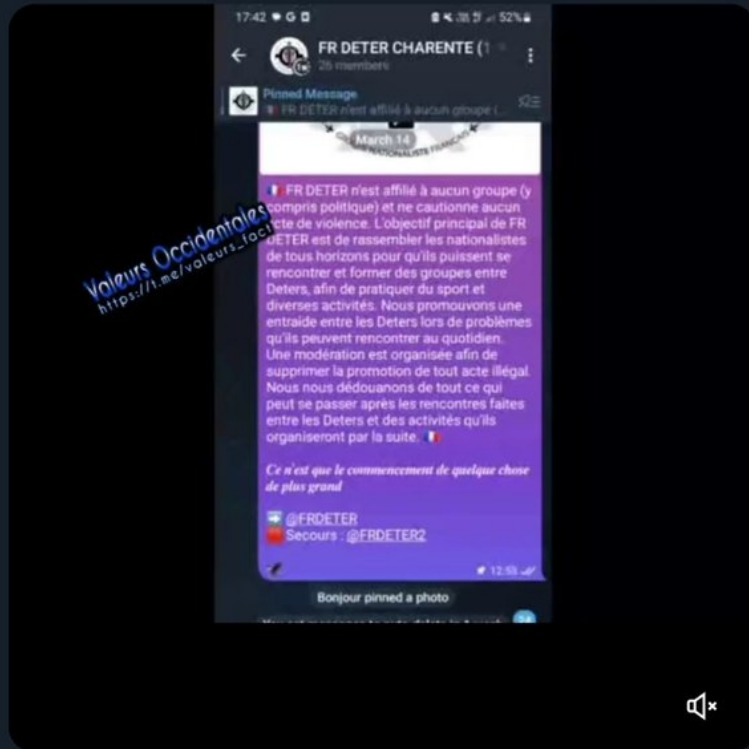 17:42
52%
FR DETER CHARENTE (1
26 members
Pinned Message
FR DETER n'est affilié à aucun groupe (...
March 14
NATIONALISTE FRANÇAIS
FR DETER n'est affilié à aucun groupe (y
compris politique) et ne cautionne aucun
acte de violence. L'objectif principal de FR
DETER est de rassembler les nationalistes
de tous horizons pour qu'ils puissent se
rencontrer et former des groupes entre
Deters, afin de pratiquer du sport et
diverses activités. Nous promouvons une
entraide entre les Deters lors de problèmes
qu'ils peuvent rencontrer au quotidien.
Une modération est organisée afin de
supprimer la promotion de tout acte illégal.
Nous nous dédouanons de tout ce qui
peut se passer après les rencontres faites
entre les Deters et des activités qu'ils
organiseront par la suite.
Ce n'est que le commencement de quelque chose
de plus grand
@FRDETER
Secours : @FRDETER2
12:53
Bonjour pinned a photo
24
Valeurs Occidentales
https://t.me/valeurs_fact